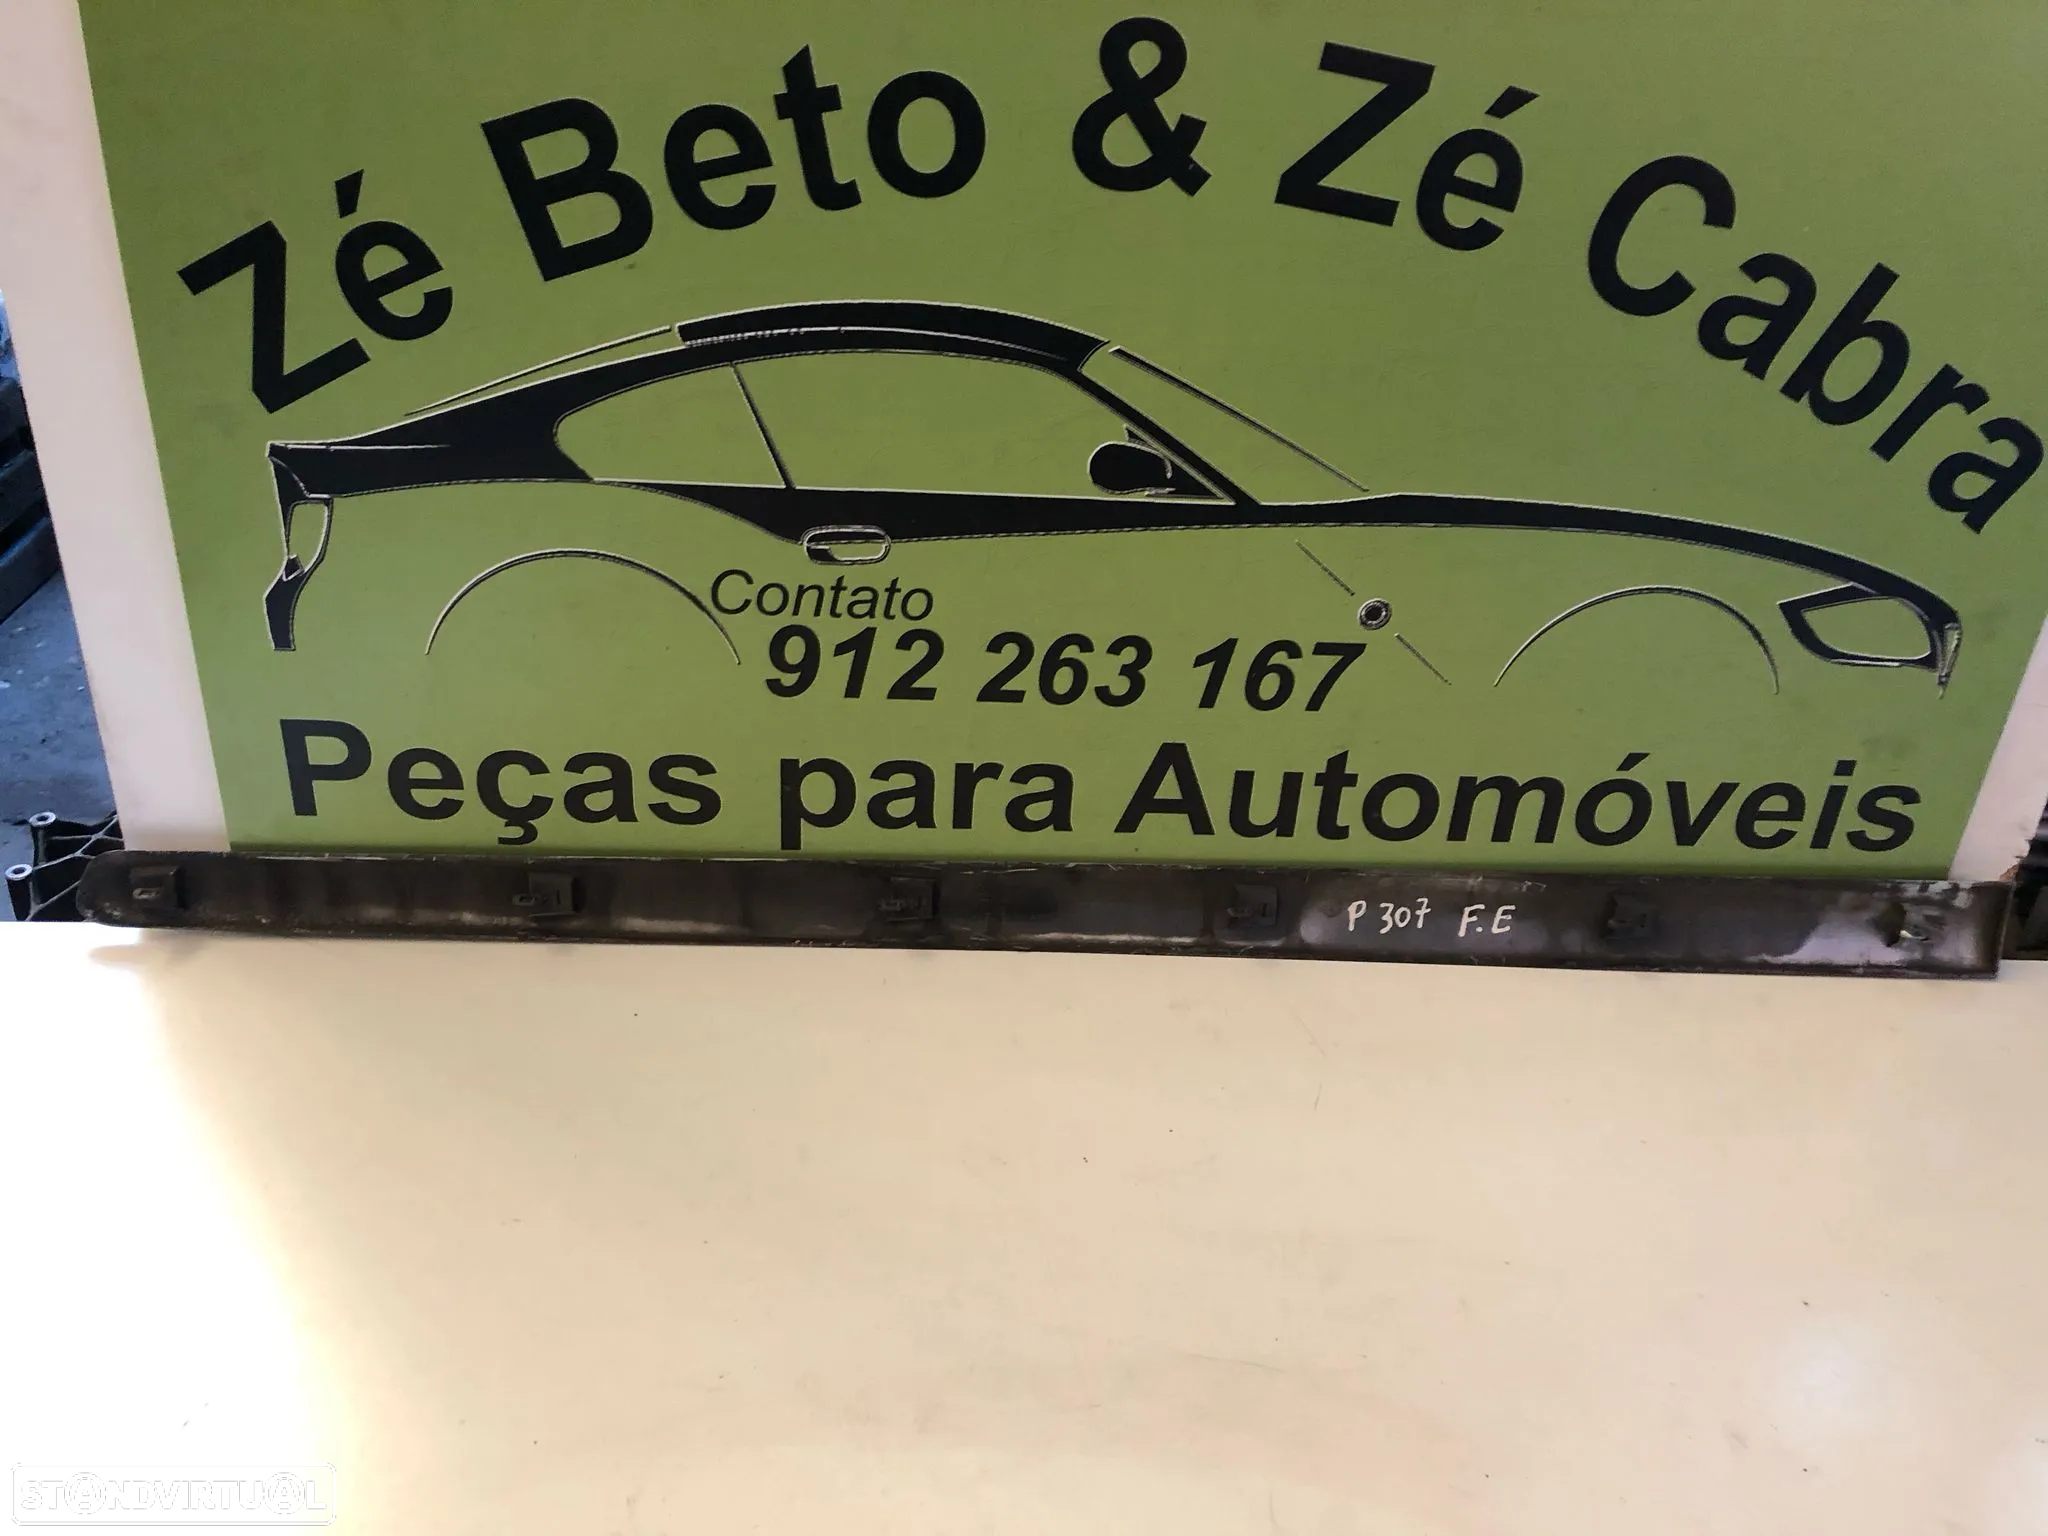 Zé Beto & Zé Cabra
Contato
912 263 167
Peças para Automóveis
P 307 F.E
STANDVIRTUAL